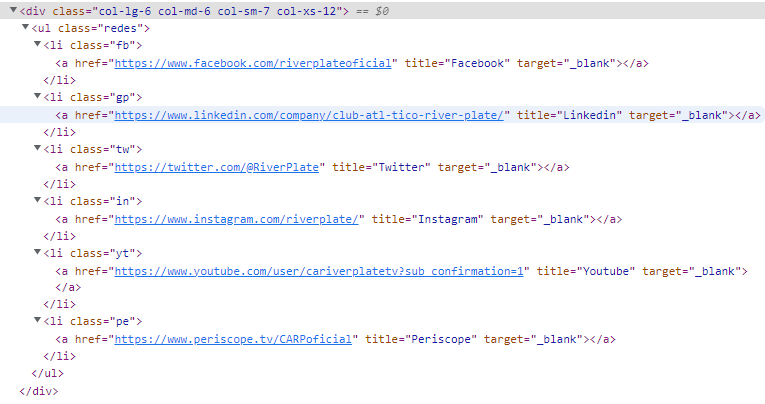 <div class="col-lg-6 col-md-6 col-sm-7 col-xs-12"> == $0
<ul class="redes">
<li class="fb">
<a href="https://www.facebook.com/riverplateoficial" title="Facebook" target="_blank"></a>
</li>
<li class="gp">
<a href="https://www.linkedin.com/company/club-atl-tico-river-plate/" title="Linkedin" target="_blank"></a>
</li>
<li class="tw">
<a href="https://twitter.com/@RiverPlate" title="Twitter" target="_blank"></a>
</li>
<li class="in">
<a href="https://www.instagram.com/riverplate/" title="Instagram" target="_blank"></a>
</li>
<li class="yt">
<a href="https://www.youtube.com/user/cariverplatetv?sub_confirmation=1" title="Youtube" target="_blank">
</a>
</li>
<li class="pe">
<a href="https://www.periscope.tv/CARPoficial" title="Periscope" target="_blank"></a>
</li>
</ul>
</div>